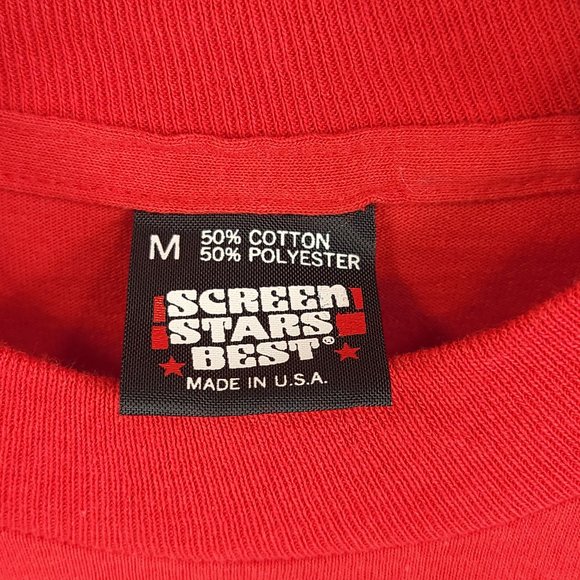 M 50% COTTON
50% POLYESTER
SCREEN
STARS
BEST®
MADE IN U.S.A.